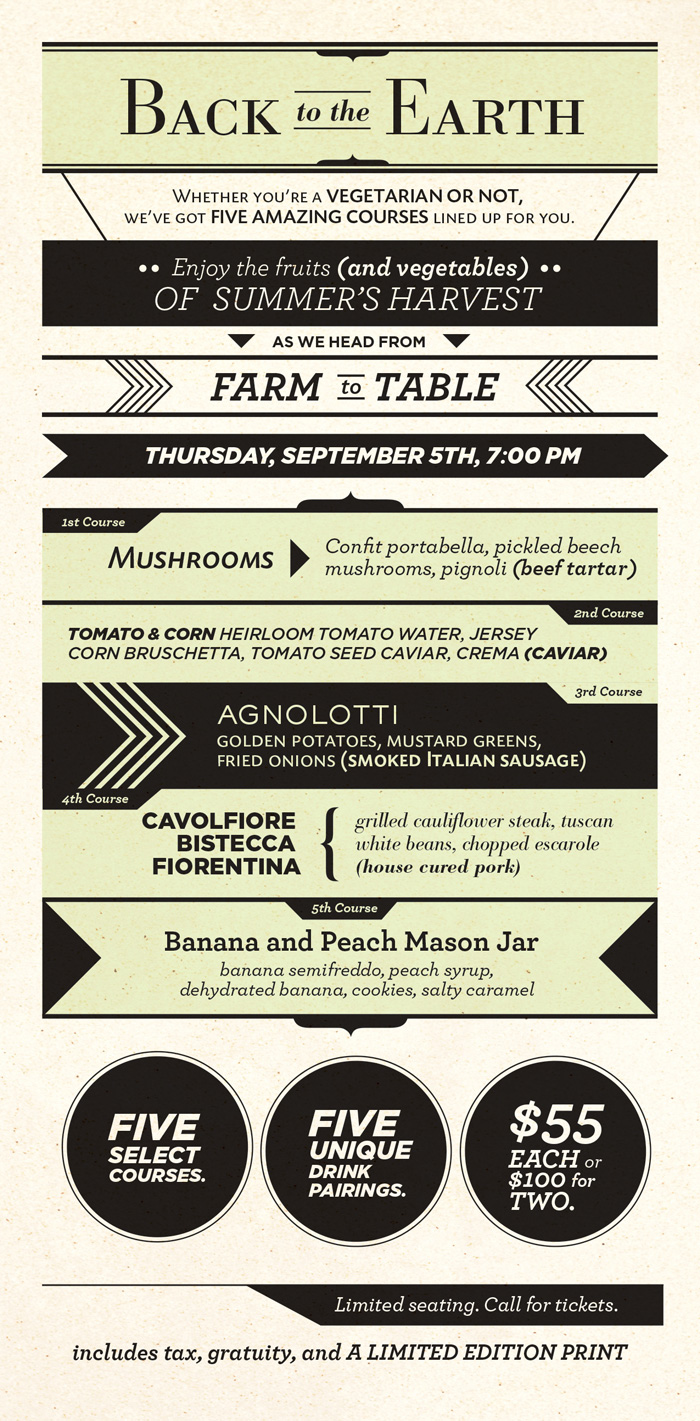 BACK to the EARTH
WHETHER YOU'RE A VEGETARIAN OR NOT,
WE'VE GOT FIVE AMAZING COURSES LINED UP FOR YOU.
•• Enjoy the fruits (and vegetables) ••
OF SUMMER'S HARVEST
AS WE HEAD FROM
FARM to TABLE
THURSDAY, SEPTEMBER 5TH, 7:00 PM
1st Course
MUSHROOMS
Confit portabella, pickled beech
mushrooms, pignoli (beef tartar)
2nd Course
TOMATO & CORN HEIRLOOM TOMATO WATER, JERSEY
CORN BRUSCHETTA, TOMATO SEED CAVIAR, CREMA (CAVIAR)
3rd Course
AGNOLOTTI
GOLDEN POTATOES, MUSTARD GREENS,
FRIED ONIONS (SMOKED ITALIAN SAUSAGE)
4th Course
CAVOLFIORE
BISTECCA
FIORENTINA
grilled cauliflower steak, tuscan
white beans, chopped escarole
(house cured pork)
5th Course
Banana and Peach Mason Jar
banana semifreddo, peach syrup,
dehydrated banana, cookies, salty caramel
FIVE
SELECT
COURSES.
FIVE
UNIQUE
DRINK
PAIRINGS.
$55
EACH or
$100 for
TWO.
Limited seating. Call for tickets.
includes tax, gratuity, and A LIMITED EDITION PRINT